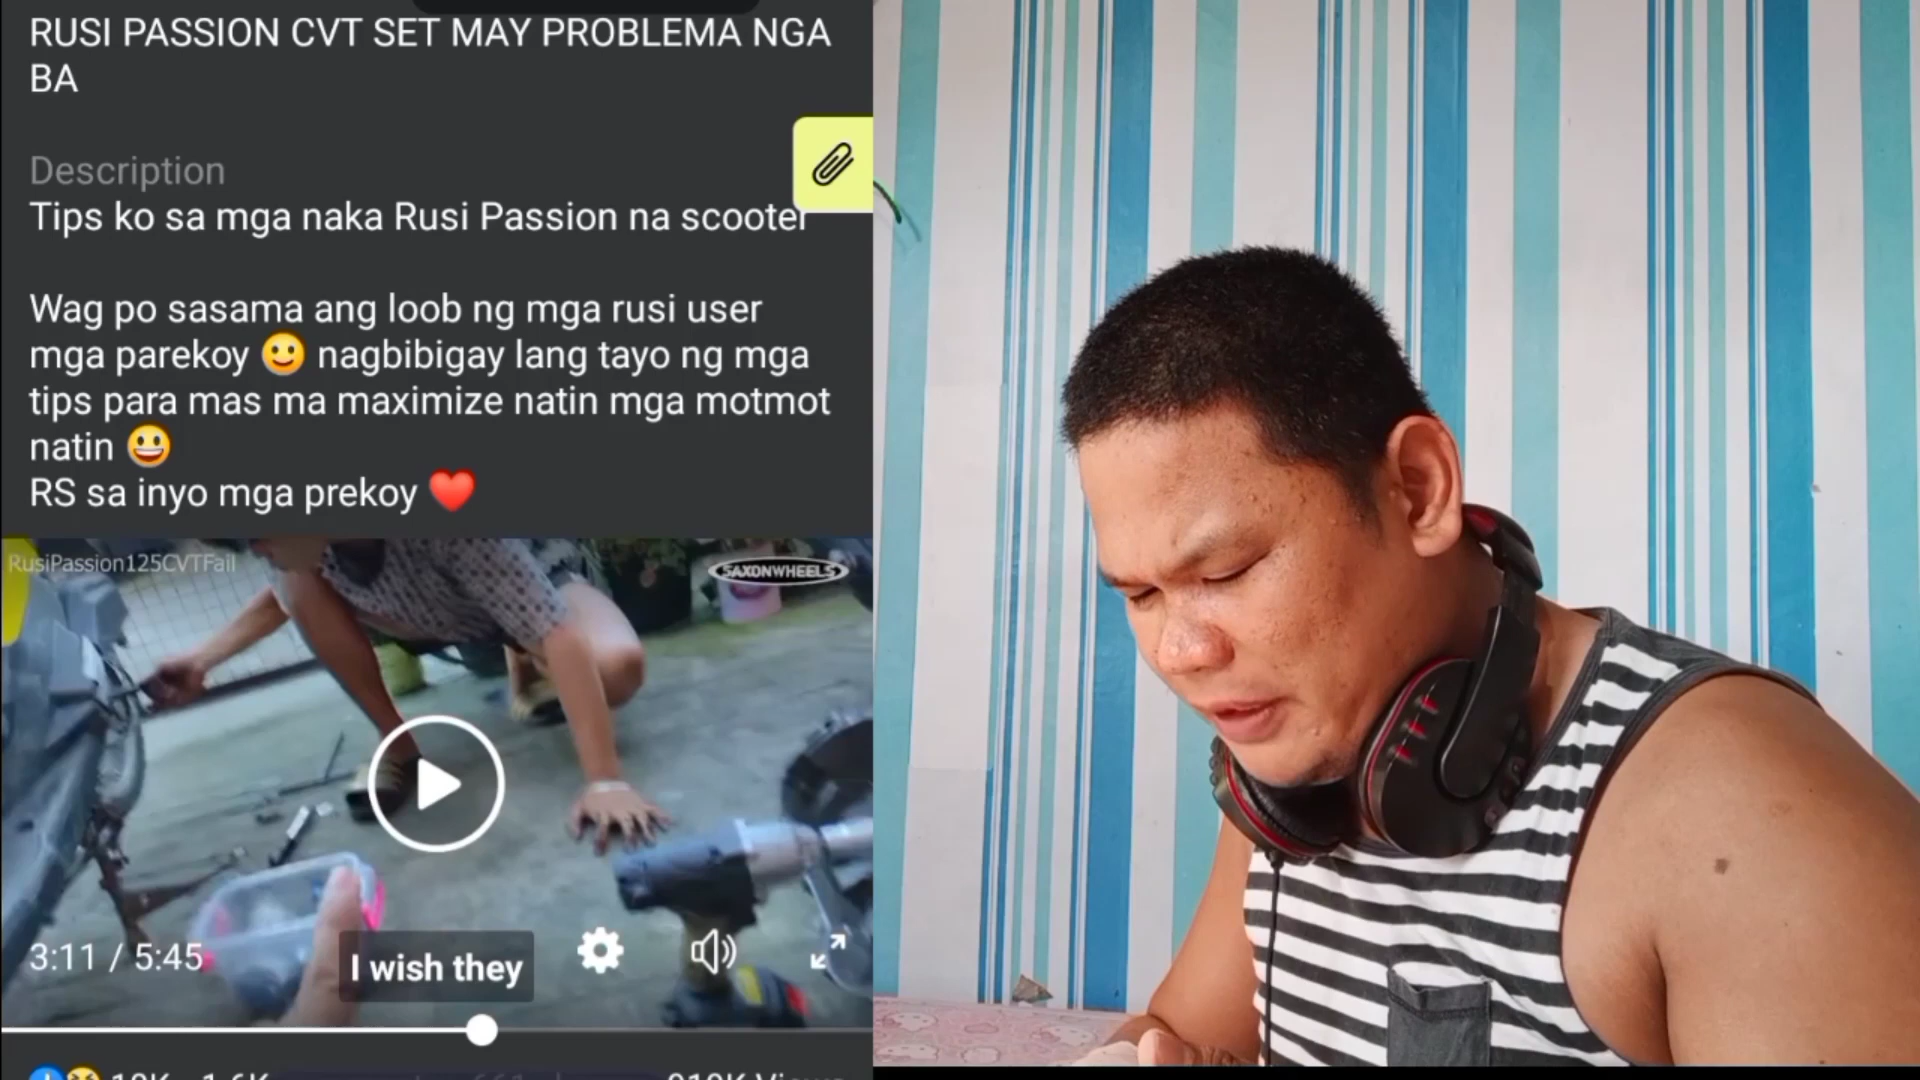 RUSI PASSION CVT SET MAY PROBLEMA NGA
BA
Description
Tips ko sa mga naka Rusi Passion na scooter
Wag po sasama ang loob ng mga rusi user
mga parekoy 🙂 nagbibigay lang tayo ng mga
tips para mas ma maximize natin mga motmot
natin 😃
RS sa inyo mga prekoy ❤️
RusiPassion125CVTFail
SAXONWHEELS
3:11 / 5:45
I wish they